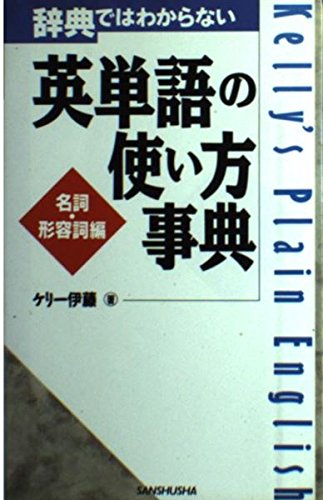 辞典ではわからない
英単語の
使い方
事典
名詞・
形容詞編
ケリー伊藤 著
Kelly's Plain English
SANSHUSHA